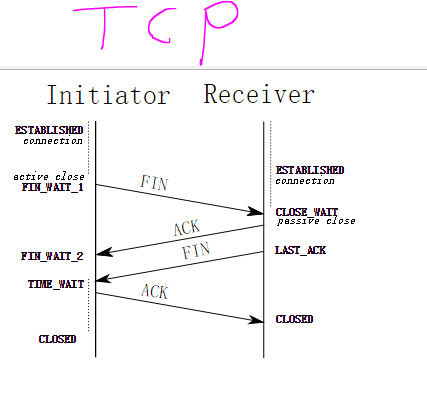 TCP
Initiator Receiver
ESTABLISHED
connection
active close
FIN_WAIT_1
FIN
ESTABLISHED
connection
CLOSE_WAIT
passive close
ACK
FIN_WAIT_2
FIN
LAST_ACK
TIME_WAIT
ACK
CLOSED
CLOSED